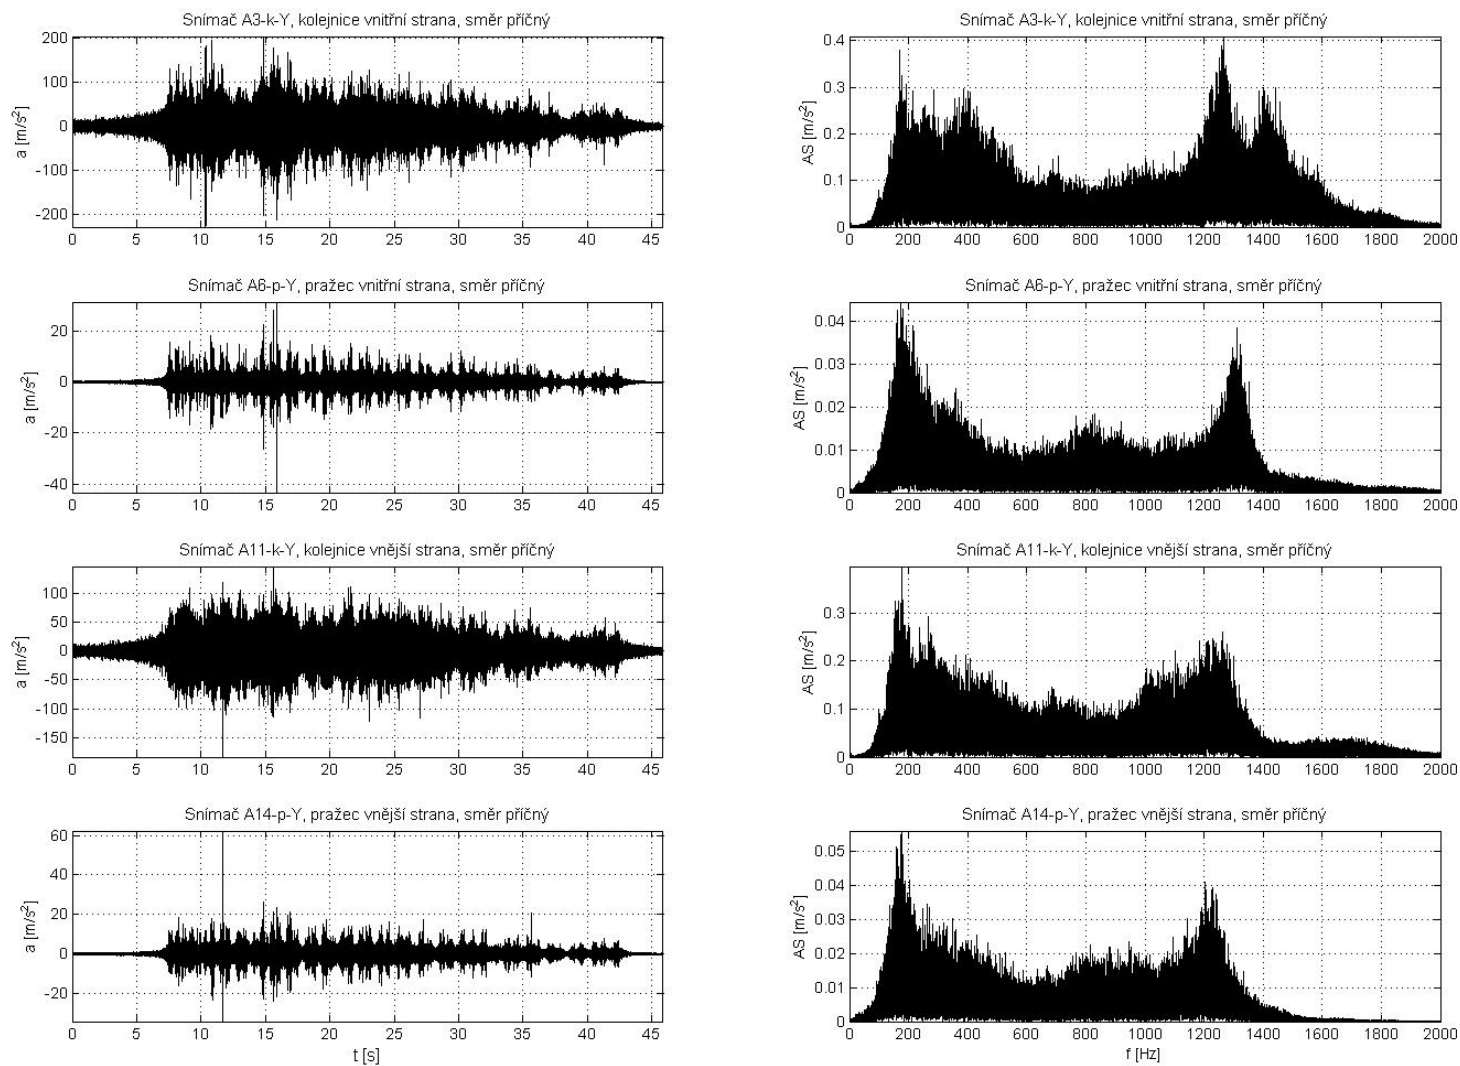 Snímač A3-k-Y, kolejnice vnitřní strana, směr příčný
200
100
0
-100
-200
a [m/s²]
0 5 10 15 20 25 30 35 40 45
Snímač A3-k-Y, kolejnice vnitřní strana, směr příčný
0.4
0.3
0.2
0.1
0
AS [m/s²]
0 200 400 600 800 1000 1200 1400 1600 1800 2000
Snímač A6-p-Y, pražec vnitřní strana, směr příčný
20
0
-20
-40
a [m/s²]
0 5 10 15 20 25 30 35 40 45
Snímač A6-p-Y, pražec vnitřní strana, směr příčný
0.04
0.03
0.02
0.01
0
AS [m/s²]
0 200 400 600 800 1000 1200 1400 1600 1800 2000
Snímač A11-k-Y, kolejnice vnější strana, směr příčný
100
50
0
-50
-100
-150
a [m/s²]
0 5 10 15 20 25 30 35 40 45
Snímač A11-k-Y, kolejnice vnější strana, směr příčný
0.3
0.2
0.1
0
AS [m/s²]
0 200 400 600 800 1000 1200 1400 1600 1800 2000
Snímač A14-p-Y, pražec vnější strana, směr příčný
60
40
20
0
-20
a [m/s²]
0 5 10 15 20 25 30 35 40 45
t [s]
Snímač A14-p-Y, pražec vnější strana, směr příčný
0.05
0.04
0.03
0.02
0.01
0
AS [m/s²]
0 200 400 600 800 1000 1200 1400 1600 1800 2000
f [Hz]